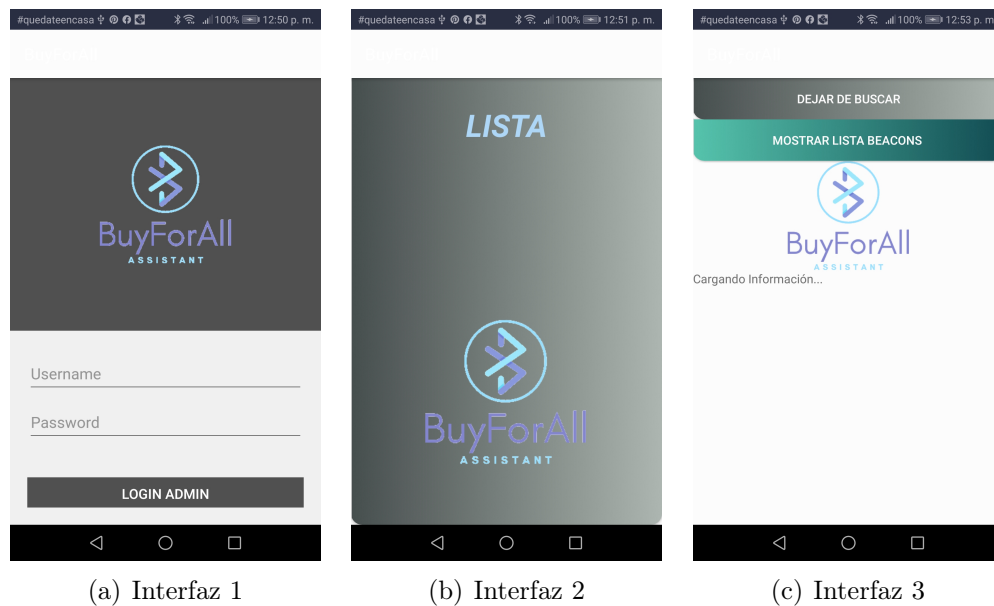 #quedateencasa 100% 12:50 p. m.
BuyForAll
ASSISTANT
Username
Password
LOGIN ADMIN
(a) Interfaz 1
#quedateencasa 100% 12:51 p. m.
LISTA
BuyForAll
ASSISTANT
(b) Interfaz 2
#quedateencasa 100% 12:53 p. m.
DEJAR DE BUSCAR
MOSTRAR LISTA BEACONS
BuyForAll
ASSISTANT
Cargando Información...
(c) Interfaz 3